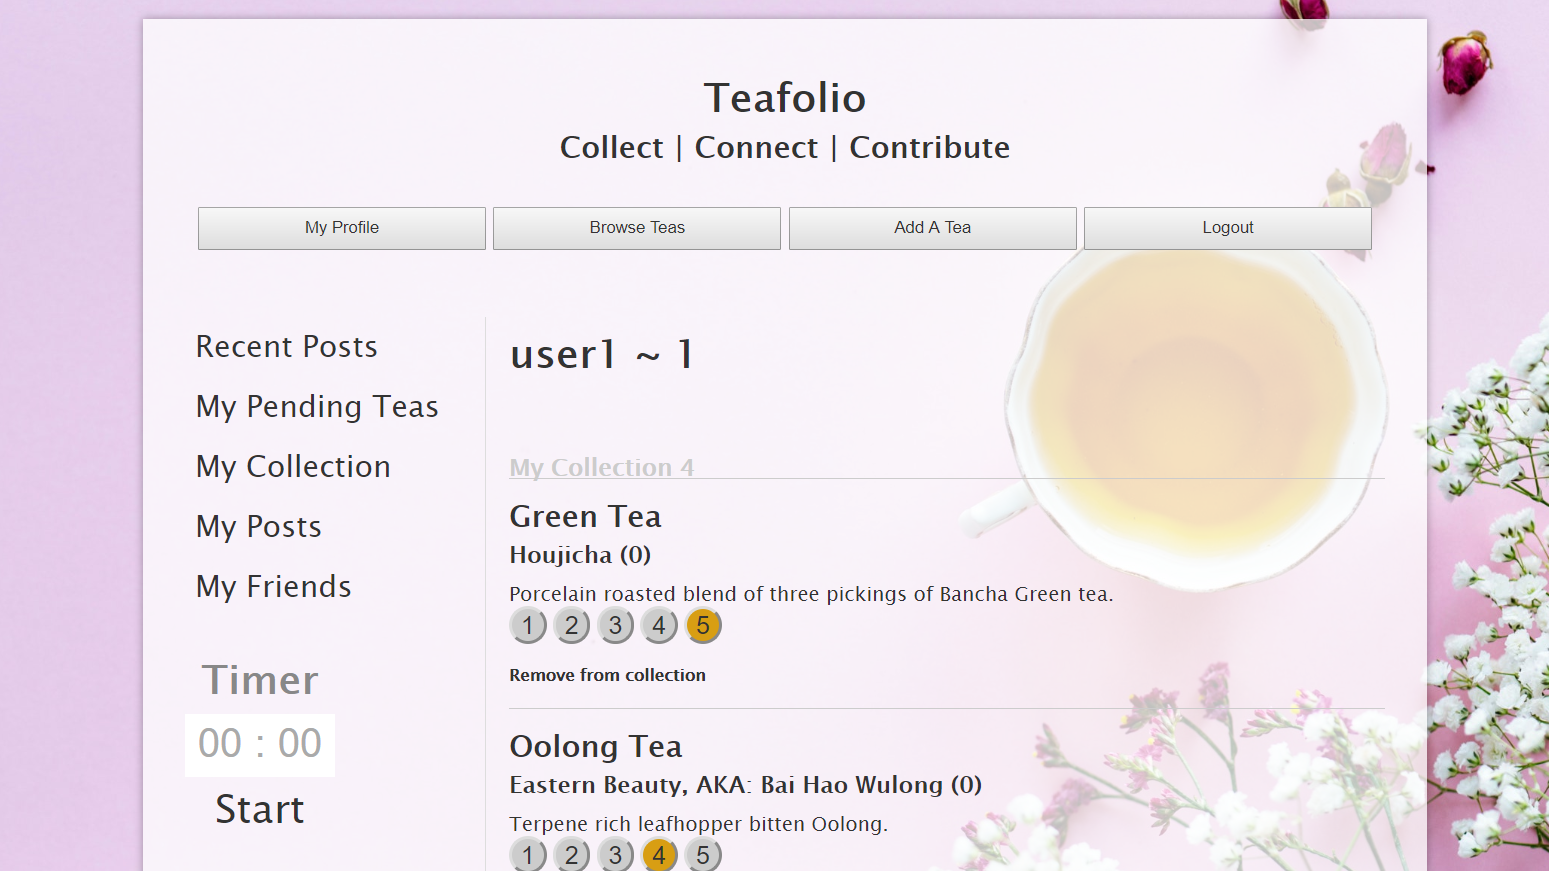 Teafolio
Collect | Connect | Contribute
My Profile
Browse Teas
Add A Tea
Logout
Recent Posts
My Pending Teas
My Collection
My Posts
My Friends
Timer
00 : 00
Start
user1 ~ 1
My Collection 4
Green Tea
Houjicha (0)
Porcelain roasted blend of three pickings of Bancha Green tea.
1 2 3 4 5
Remove from collection
Oolong Tea
Eastern Beauty, AKA: Bai Hao Wulong (0)
Terpene rich leafhopper bitten Oolong.
1 2 3 4 5